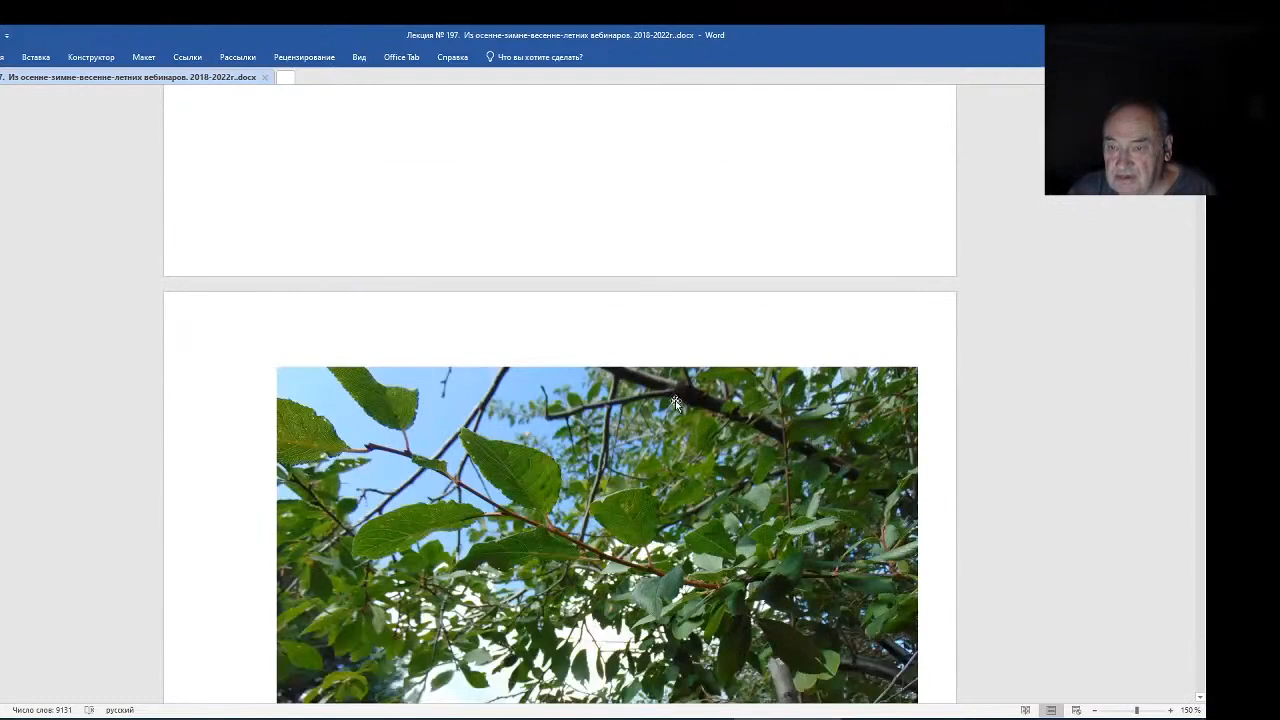 Лекция № 197. Из осенне-зимне-весенне-летних вебинаров. 2018-2022г..docx - Word
я Вставка Конструктор Макет Ссылки Рассылки Рецензирование Вид Office Tab Справка Что вы хотите сделать?
7. Из осенне-зимне-весенне-летних вебинаров. 2018-2022г..docx
Число слов: 9131 русский 150 %